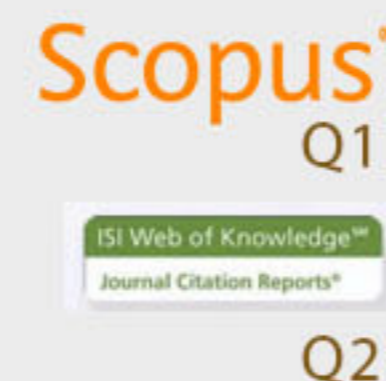 Scopus®
Q1
ISI Web of Knowledge℠
Journal Citation Reports®
Q2